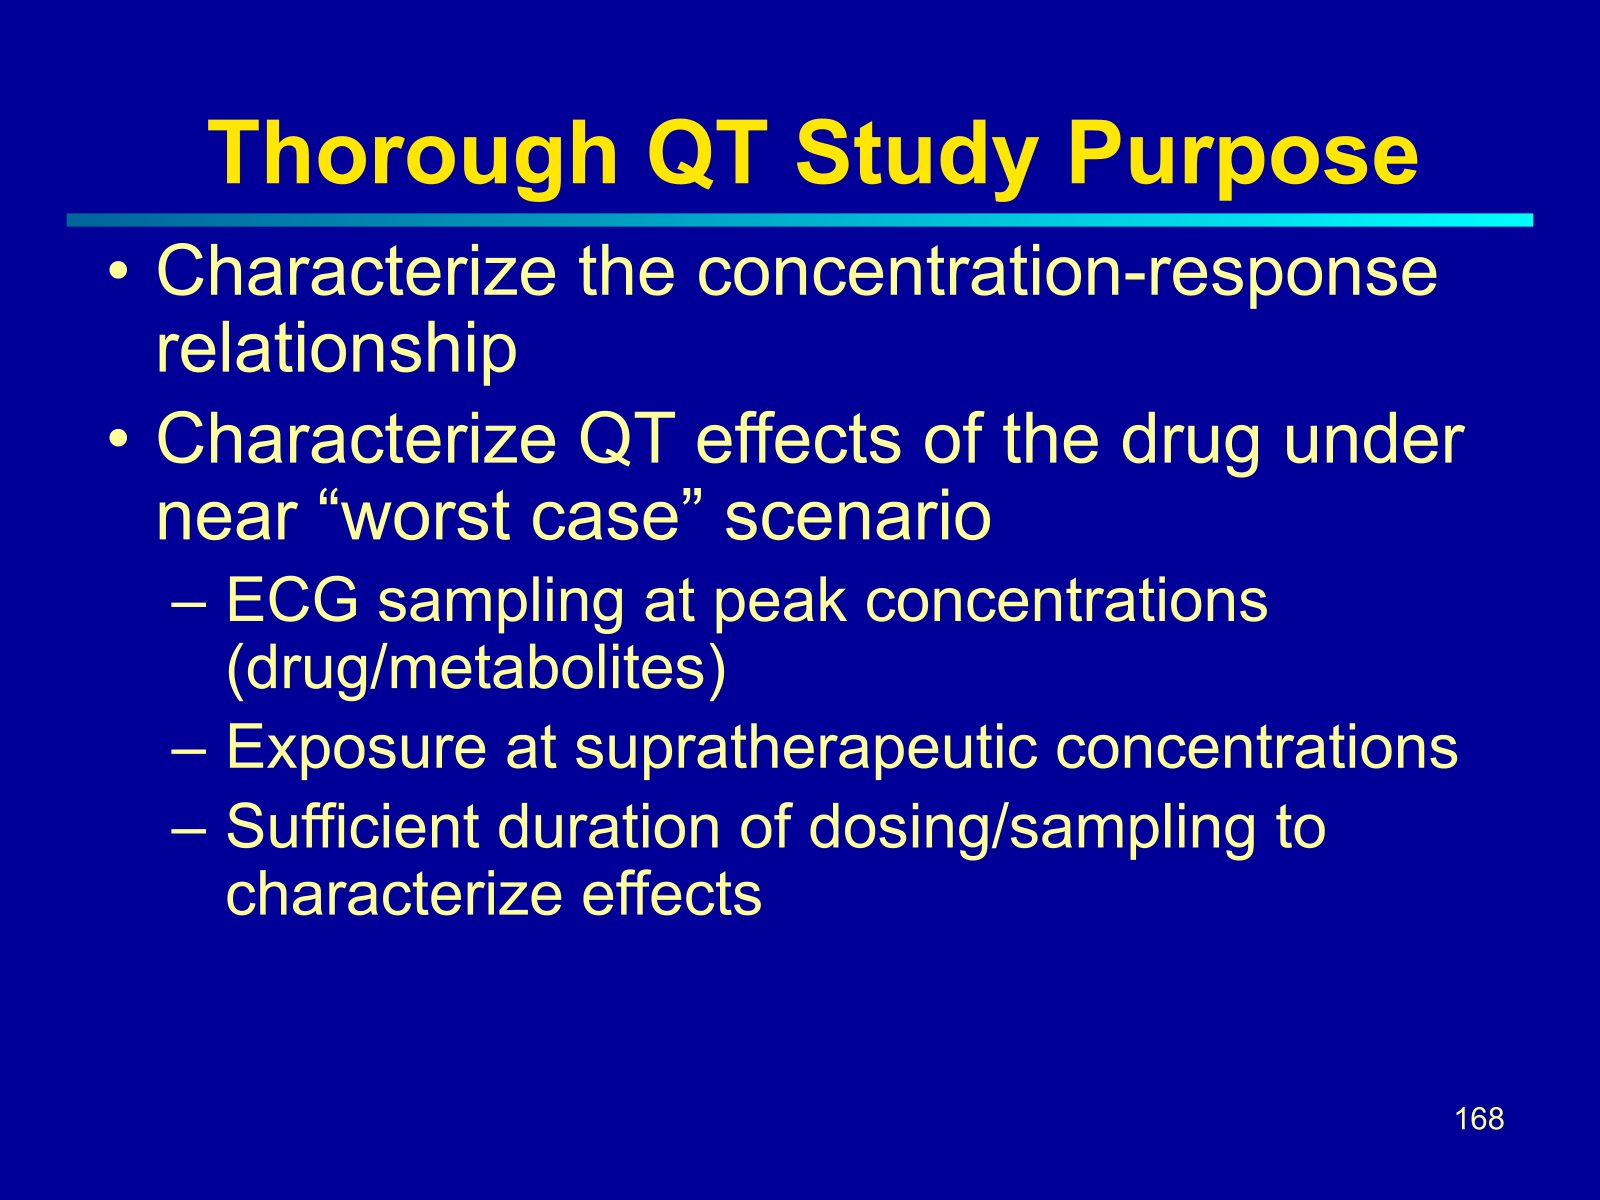 Thorough QT Study Purpose
• Characterize the concentration-response
relationship
• Characterize QT effects of the drug under
near “worst case” scenario
– ECG sampling at peak concentrations
(drug/metabolites)
– Exposure at supratherapeutic concentrations
– Sufficient duration of dosing/sampling to
characterize effects
168